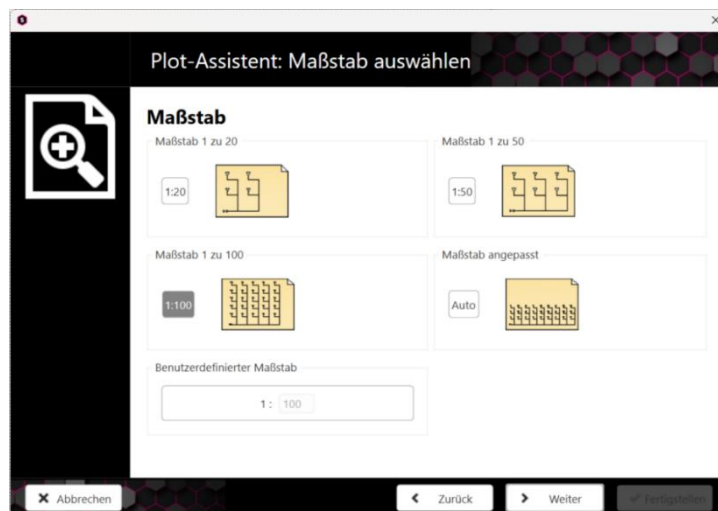 Plot-Assistent: Maßstab auswählen
Maßstab
Maßstab 1 zu 20
1:20
Maßstab 1 zu 50
1:50
Maßstab 1 zu 100
1:100
Maßstab angepasst
Auto
Benutzerdefinierter Maßstab
1 : 100
Abbrechen
Zurück
Weiter
Fertigstellen